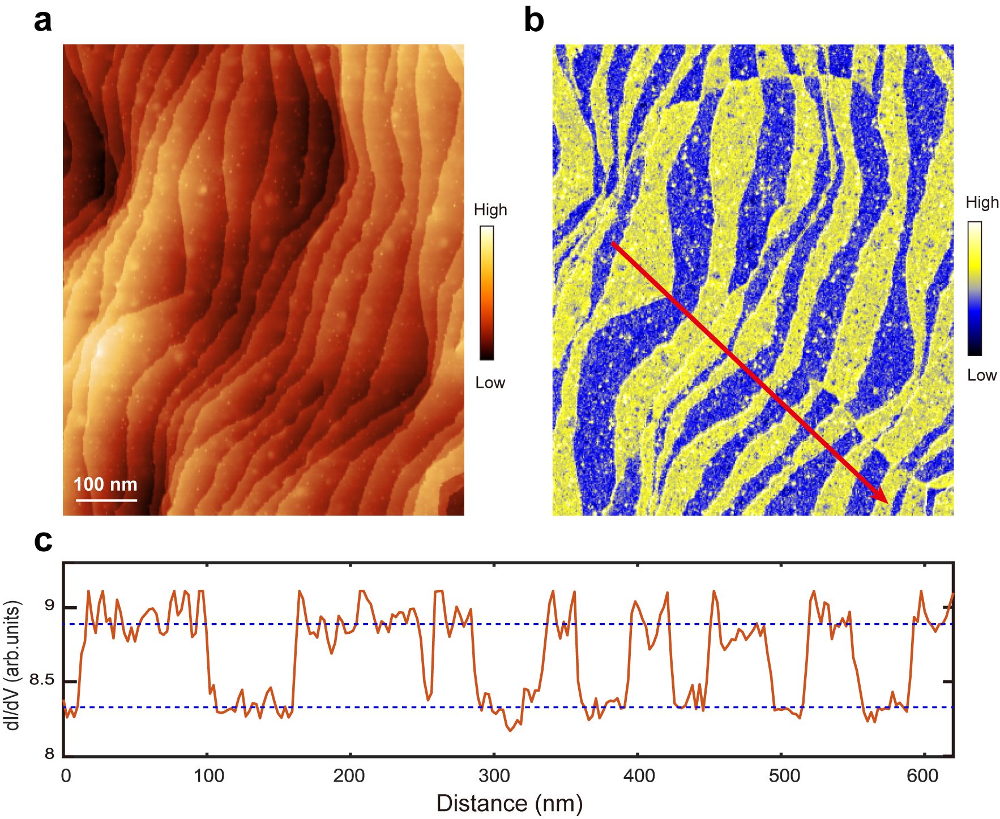 a
b
High
Low
100 nm
High
Low
c
dI/dV (arb.units)
9
8.5
8
0 100 200 300 400 500 600
Distance (nm)